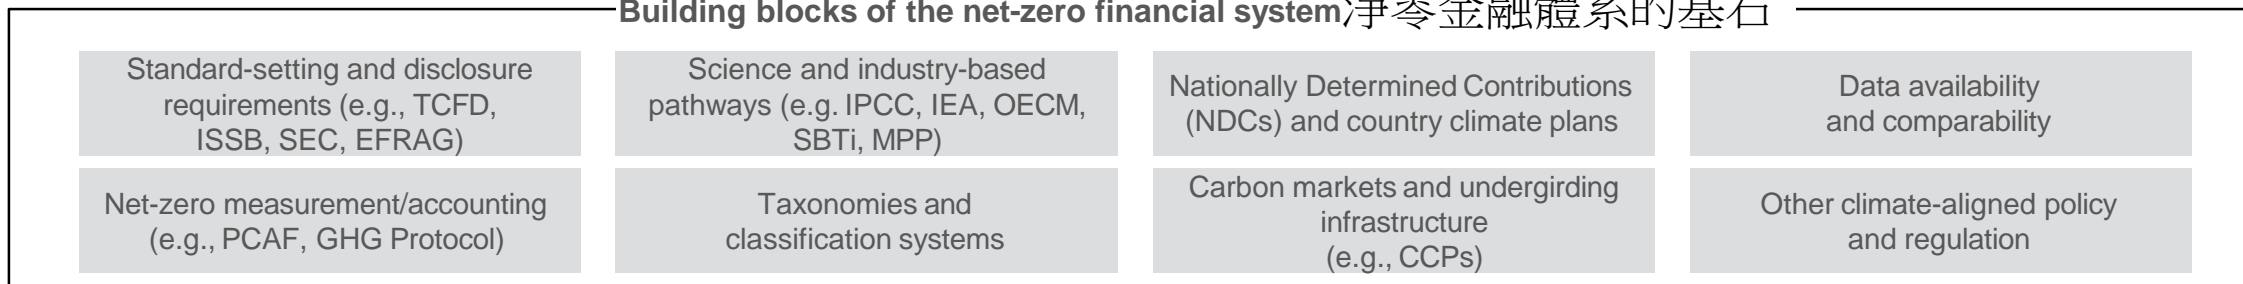 Building blocks of the net-zero financial system淨零金融體系的基石
Standard-setting and disclosure
requirements (e.g., TCFD,
ISSB, SEC, EFRAG)
Science and industry-based
pathways (e.g. IPCC, IEA, OECM,
SBTi, MPP)
Nationally Determined Contributions
(NDCs) and country climate plans
Data availability
and comparability
Net-zero measurement/accounting
(e.g., PCAF, GHG Protocol)
Taxonomies and
classification systems
Carbon markets and undergirding
infrastructure
(e.g., CCPs)
Other climate-aligned policy
and regulation